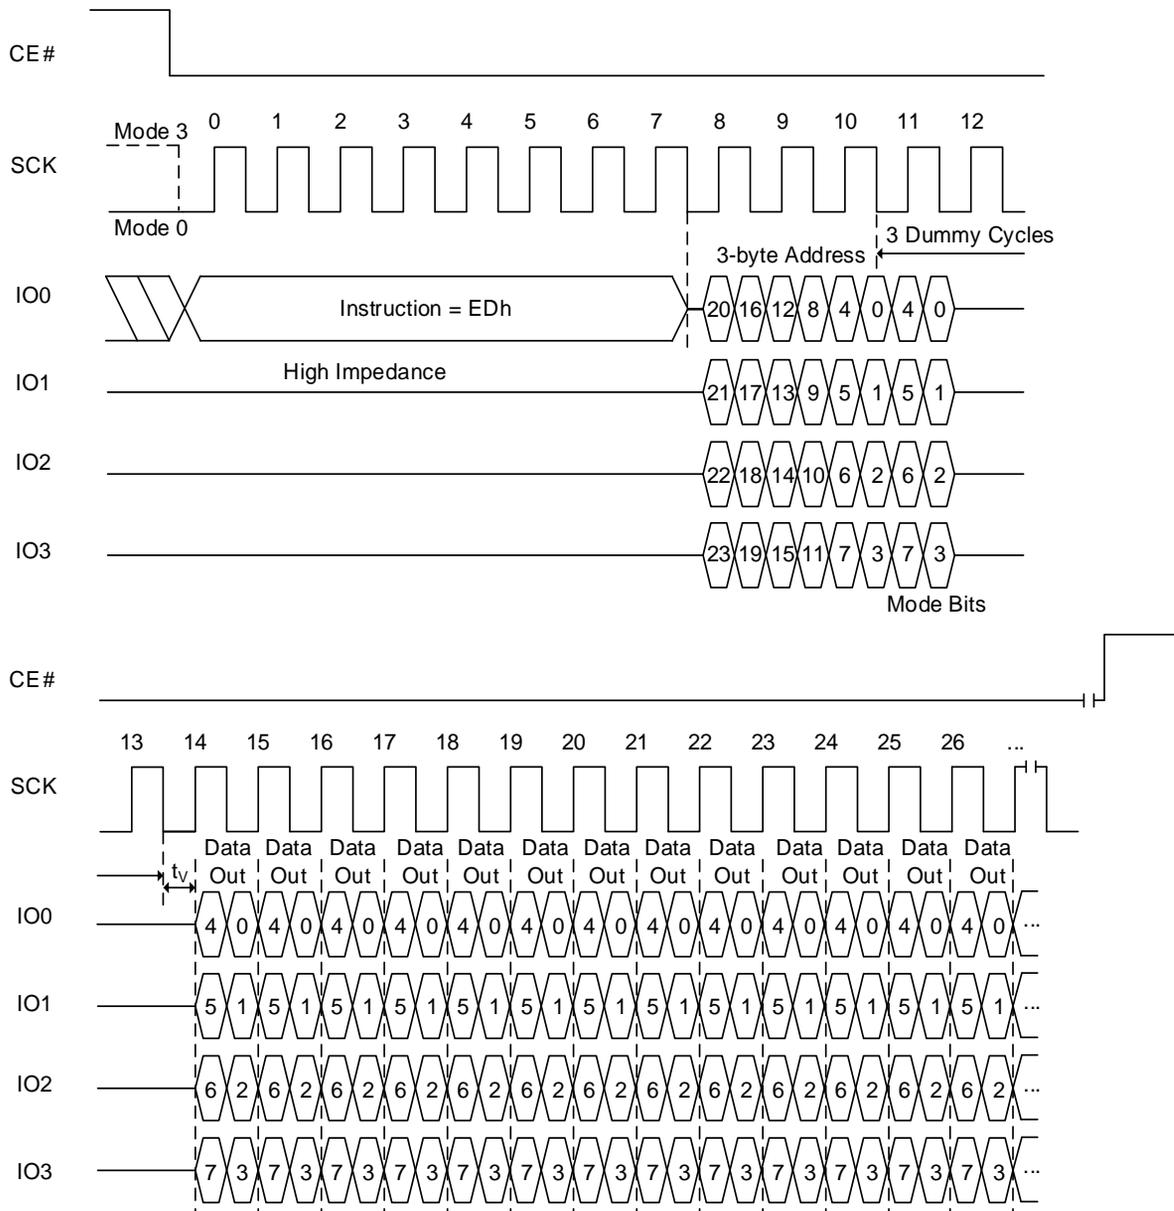 CE#
0 1 2 3 4 5 6 7 8 9 10 11 12
Mode 3
SCK
Mode 0
3 Dummy Cycles
3-byte Address
IO0
Instruction = EDh
20 16 12 8 4 0 4 0
High Impedance
IO1
21 17 13 9 5 1 5 1
IO2
22 18 14 10 6 2 6 2
IO3
23 19 15 11 7 3 7 3
Mode Bits
CE#
13 14 15 16 17 18 19 20 21 22 23 24 25 26 ...
SCK
Data Data Data Data Data Data Data Data Data Data Data Data Data
tV Out Out Out Out Out Out Out Out Out Out Out Out Out
IO0
4 0 4 0 4 0 4 0 4 0 4 0 4 0 4 0 4 0 4 0 4 0 4 0 4 0 ...
IO1
5 1 5 1 5 1 5 1 5 1 5 1 5 1 5 1 5 1 5 1 5 1 5 1 5 1 ...
IO2
6 2 6 2 6 2 6 2 6 2 6 2 6 2 6 2 6 2 6 2 6 2 6 2 6 2 ...
IO3
7 3 7 3 7 3 7 3 7 3 7 3 7 3 7 3 7 3 7 3 7 3 7 3 7 3 ...